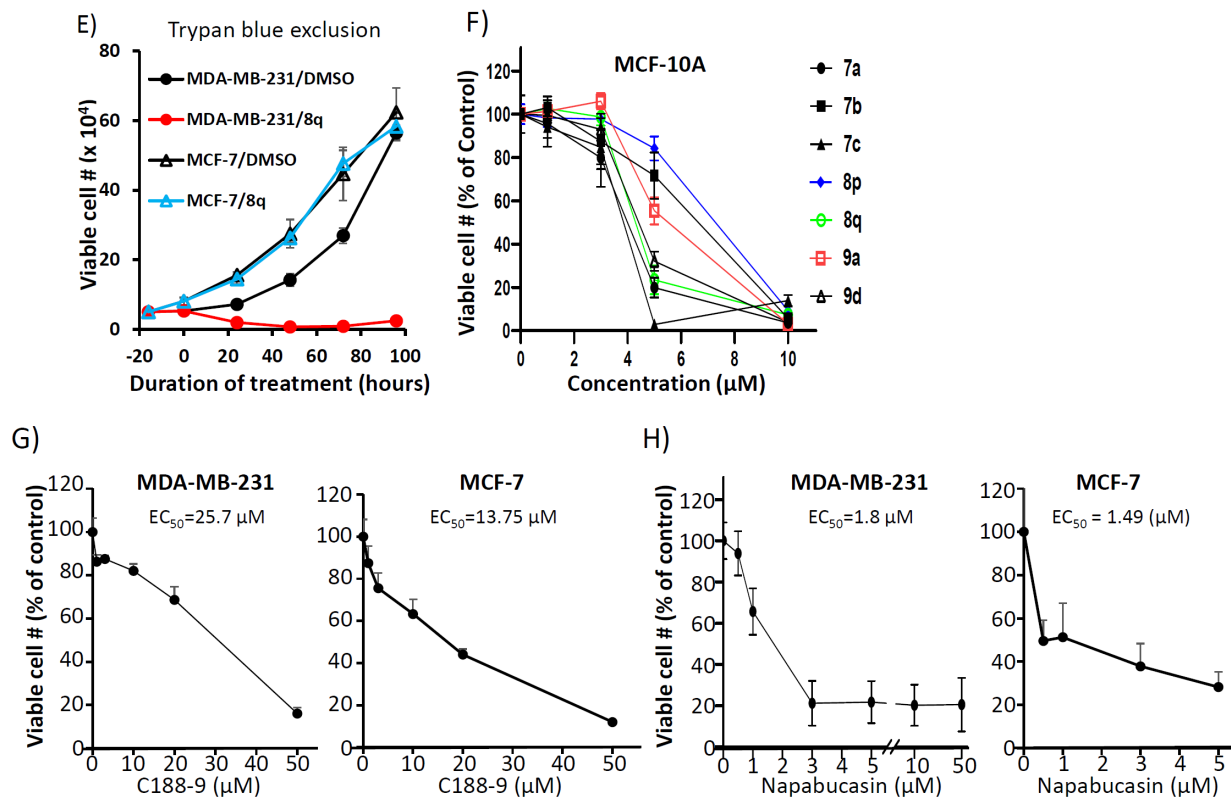 E)
Trypan blue exclusion
Viable cell # (x 10⁴)
80
60
40
20
0
MDA-MB-231/DMSO
MDA-MB-231/8q
MCF-7/DMSO
MCF-7/8q
-20 0 20 40 60 80 100
Duration of treatment (hours)
F)
MCF-10A
Viable cell # (% of Control)
120
100
80
60
40
20
0
0 2 4 6 8 10
Concentration (μM)
7a
7b
7c
8p
8q
9a
9d
G)
MDA-MB-231
EC₅₀=25.7 μM
Viable cell # (% of control)
120
100
80
60
40
20
0
0 10 20 30 40 50
C188-9 (μM)
MCF-7
EC₅₀=13.75 μM
120
100
80
60
40
20
0
0 10 20 30 40 50
C188-9 (μM)
H)
MDA-MB-231
EC₅₀=1.8 μM
Viable cell # (% of control)
120
100
80
60
40
20
0
0 1 3 5 10 50
Napabucasin (μM)
MCF-7
EC₅₀ = 1.49 (μM)
120
100
80
60
40
20
0
0 1 3 5
Napabucasin (μM)